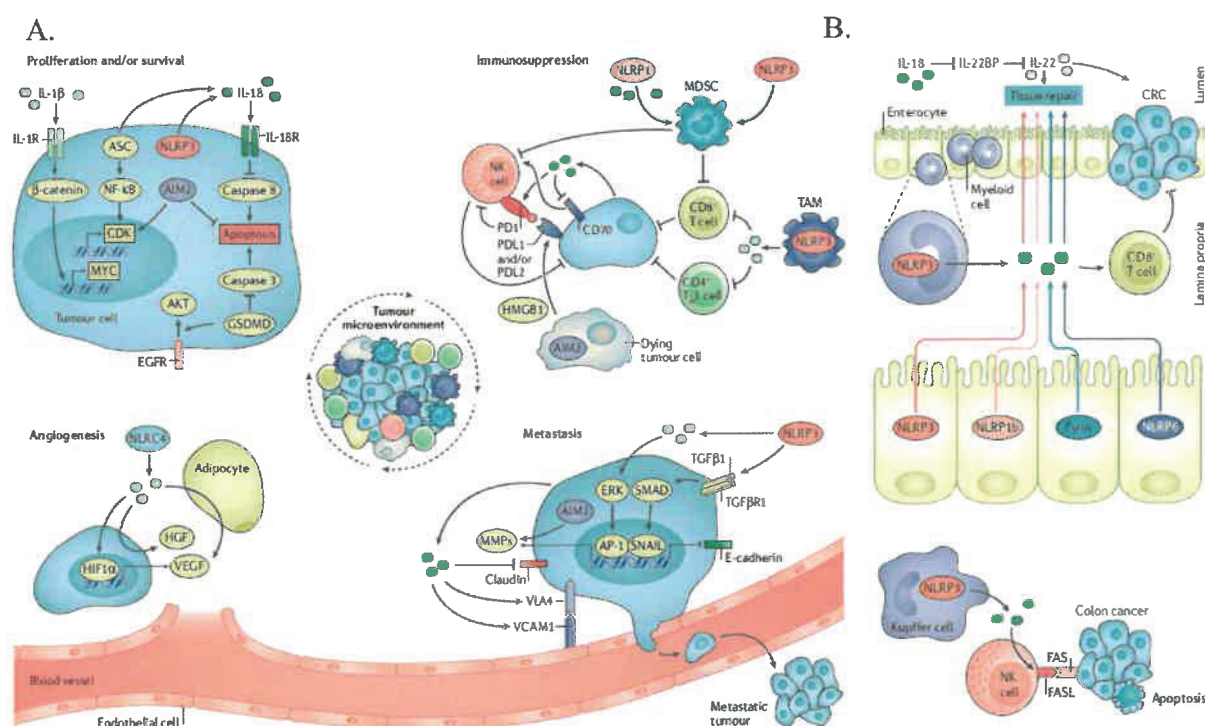 A.
Proliferation and/or survival
IL-1β
IL-18
IL-1R
ASC
NLRP3
IL-18R
β-catenin
NF-κB
AIM2
Caspase 8
CDK
Apoptosis
MYC
Caspase 3
Tumour cell
AKT
GSDMD
EGFR
Immunosuppression
NLRP1
NLRP3
MDSC
NK
cell
PD1
PDL1
and/or
PDL2
CD70
CD8+
T cell
TAM
NLRP3
CD4+
cell
HMGB1
AIM2
Dying
tumour cell
Tumour
microenvironment
Angiogenesis
NLRC4
Adipocyte
HGF
HIF1α
VEGF
Blood vessel
Endothelial cell
Metastasis
NLRP3
TGFβ1
TGFβR1
ERK
SMAD
AIM2
MMPs
AP-1
SNAIL
E-cadherin
Claudin
VLA4
VCAM1
Metastatic
tumour
B.
IL-18
IL-22BP
IL-22
Tissue repair
CRC
Lumen
Enterocyte
Myeloid
cell
NLRP3
CD8+
T cell
Lamina propria
NLRP3
NLRP1b
NLRP6
NLRP3
Kupffer cell
Colon cancer
NK
cell
FAS
FASL
Apoptosis